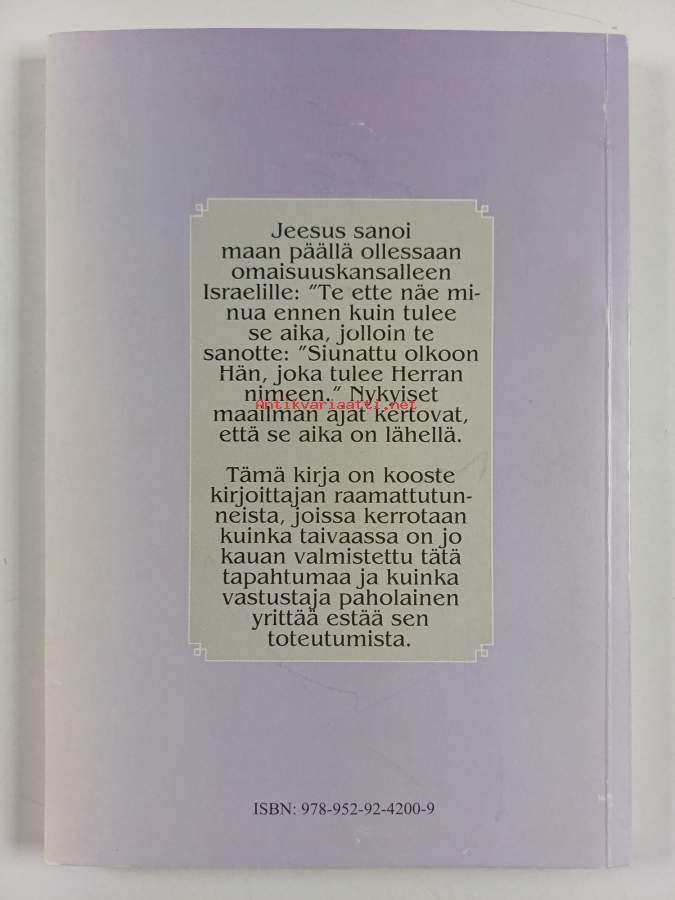 Jeesus sanoi
maan päällä ollessaan
omaisuuskansalleen
Israelille: ”Te ette näe mi-
nua ennen kuin tulee
se aika, jolloin te
sanotte: ”Siunattu olkoon
Hän, joka tulee Herran
nimeen.” Nykyiset
Antikvariaatti.net
maailman ajat kertovat,
että se aika on lähellä.
Tämä kirja on kooste
kirjoittajan raamattutun-
neista, joissa kerrotaan
kuinka taivaassa on jo
kauan valmistettu tätä
tapahtumaa ja kuinka
vastustaja paholainen
yrittää estää sen
toteutumista.
ISBN: 978-952-92-4200-9